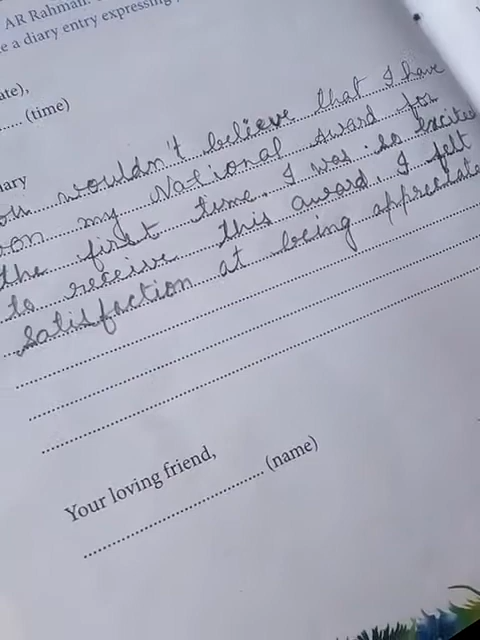 AR Rahman.
e a diary entry expressing
ate),
(time)
iary
ou wouldn't believe that I have
on my National Award for
the first time. I was so excited
to receive this award. I felt
satisfaction at being appreciate
Your loving friend,
(name)